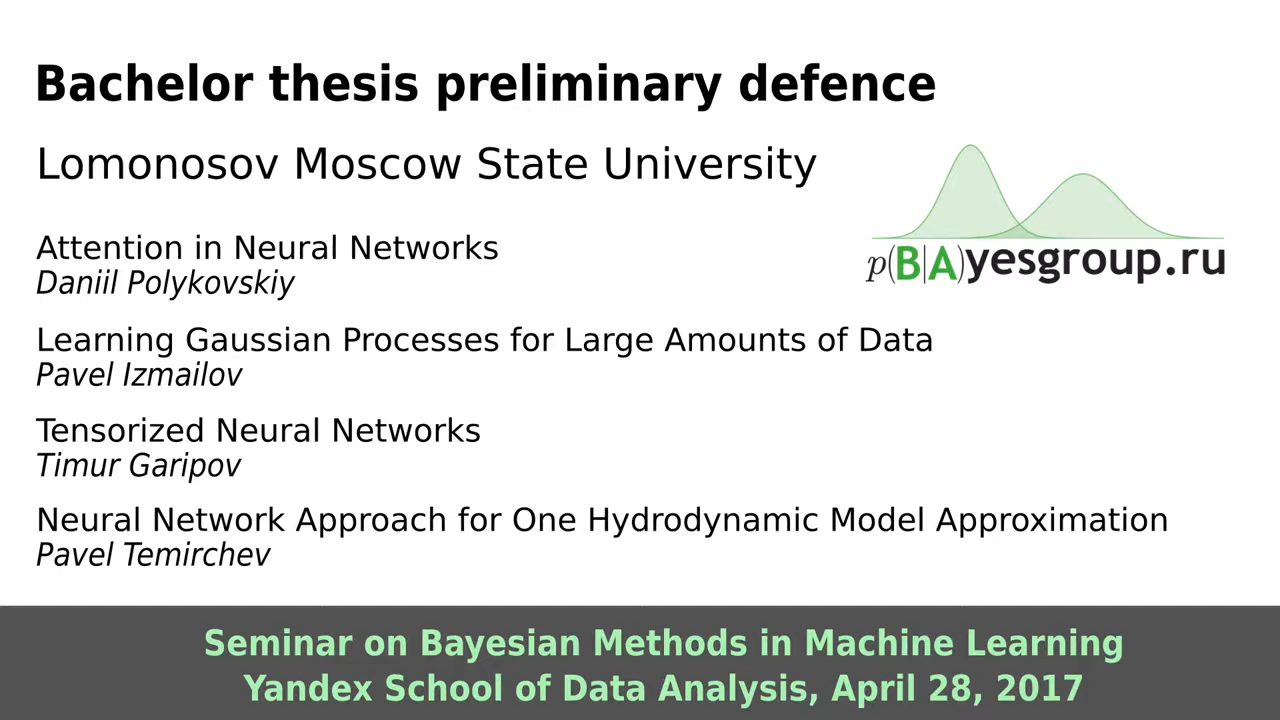 Bachelor thesis preliminary defence
Lomonosov Moscow State University
p(B|A)yesgroup.ru
Attention in Neural Networks
Daniil Polykovskiy
Learning Gaussian Processes for Large Amounts of Data
Pavel Izmailov
Tensorized Neural Networks
Timur Garipov
Neural Network Approach for One Hydrodynamic Model Approximation
Pavel Temirchev
Seminar on Bayesian Methods in Machine Learning
Yandex School of Data Analysis, April 28, 2017